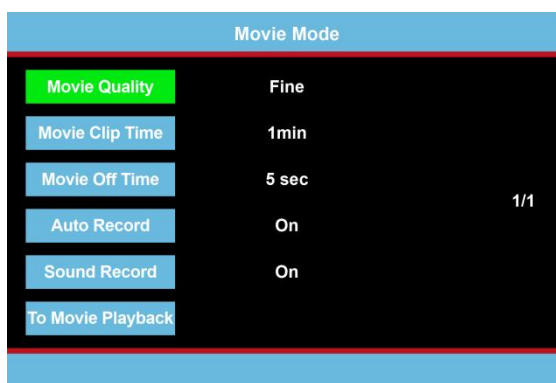 Movie Mode
Movie Quality Fine
Movie Clip Time 1min
Movie Off Time 5 sec
1/1
Auto Record On
Sound Record On
To Movie Playback